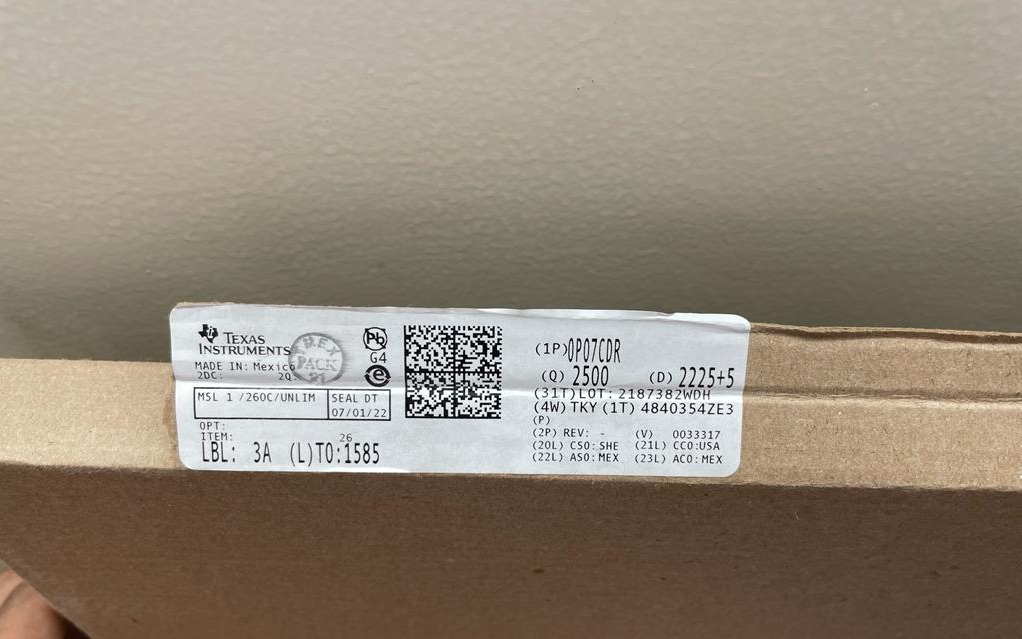 TEXAS
INSTRUMENTS
MADE IN: Mexico
2DC: 2Q:
MEX
PACK
G4
e
MSL 1 /260C/UNLIM
SEAL DT
07/01/22
OPT:
ITEM: 26
LBL: 3A (L)T0:1585
(1P)OP07CDR
(Q) 2500 (D) 2225+5
(31T)LOT: 2187382WDH
(4W) TKY (1T) 4840354ZE3
(P)
(2P) REV: - (V) 0033317
(20L) CSO:SHE (21L) CCO:USA
(22L) ASO:MEX (23L) ACO:MEX